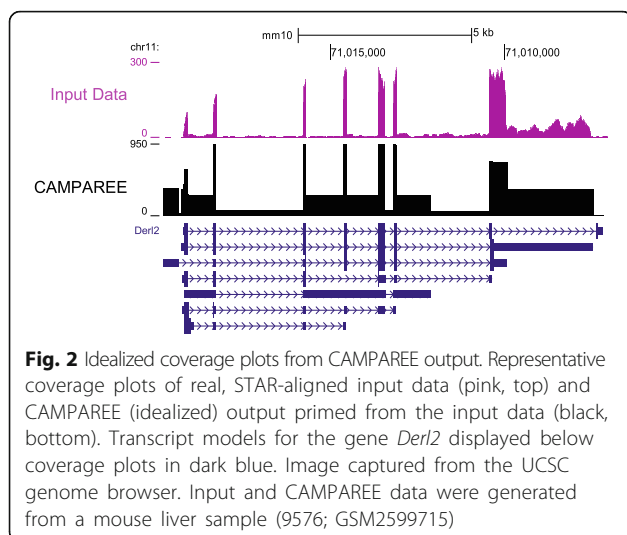 mm10 5 kb
chr11: 71,015,000 71,010,000
300
Input Data
0
950
CAMPAREE
0
Derl2
Fig. 2 Idealized coverage plots from CAMPAREE output. Representative
coverage plots of real, STAR-aligned input data (pink, top) and
CAMPAREE (idealized) output primed from the input data (black,
bottom). Transcript models for the gene Derl2 displayed below
coverage plots in dark blue. Image captured from the UCSC
genome browser. Input and CAMPAREE data were generated
from a mouse liver sample (9576; GSM2599715)